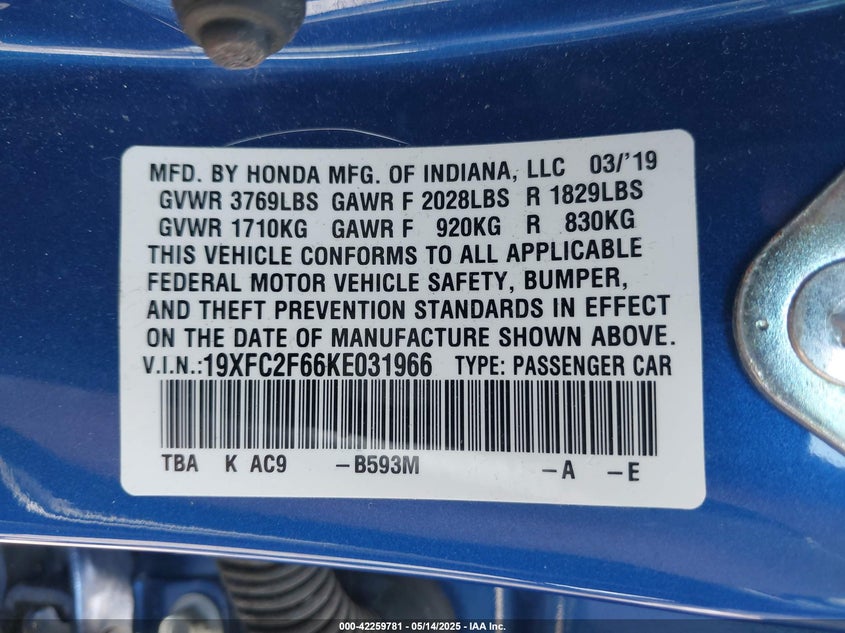 MFD. BY HONDA MFG. OF INDIANA, LLC 03/'19
GVWR 3769LBS GAWR F 2028LBS R 1829LBS
GVWR 1710KG GAWR F 920KG R 830KG
THIS VEHICLE CONFORMS TO ALL APPLICABLE
FEDERAL MOTOR VEHICLE SAFETY, BUMPER,
AND THEFT PREVENTION STANDARDS IN EFFECT
ON THE DATE OF MANUFACTURE SHOWN ABOVE.
V.I.N.:19XFC2F66KE031966 TYPE: PASSENGER CAR
TBA K AC9 -B593M -A -E
000-42259781 - 05/14/2025 - IAA Inc.